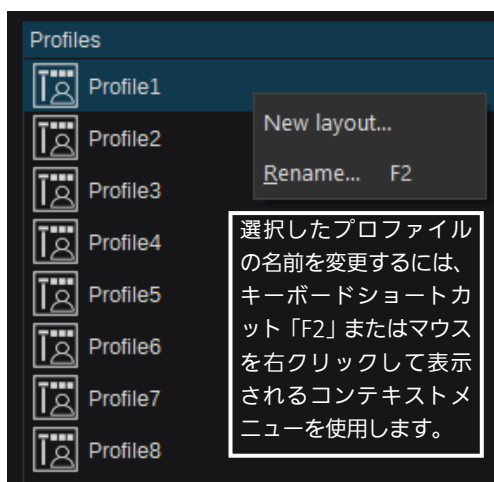 Profiles
Profile1
New layout...
Profile2
Rename... F2
Profile3
選択したプロファイル
の名前を変更するには、
キーボードショートカ
ット「F2」またはマウス
を右クリックして表示
されるコンテキストメ
ニューを使用します。
Profile4
Profile5
Profile6
Profile7
Profile8